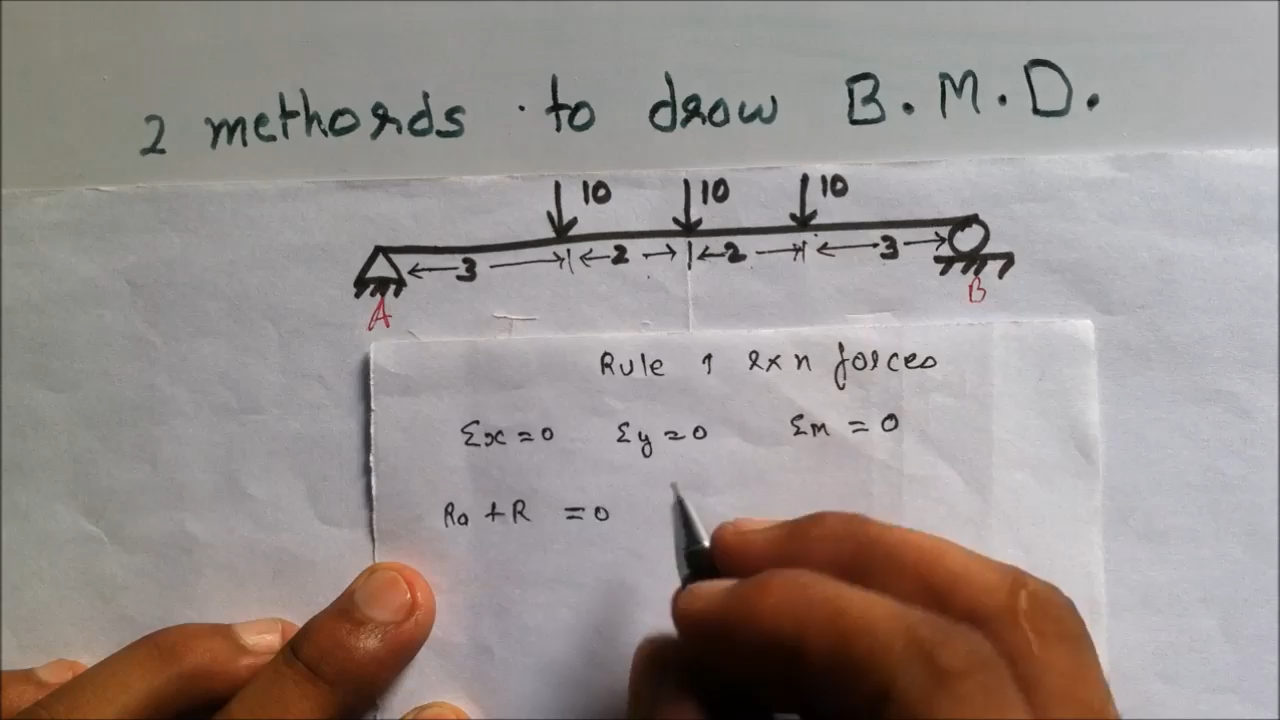 2 methords to draw B.M.D.
10 10 10
3 2 2 3
A B
Rule 1 rxn forces
Σx=0 Σy=0 Σm=0
Ra+R =0